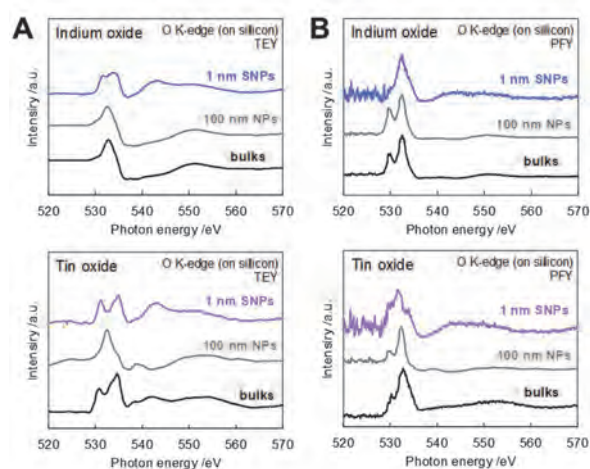 A
Indium oxide O K-edge (on silicon)
TEY
1 nm SNPs
100 nm NPs
bulks
Intensiry /a.u.
520 530 540 550 560 570
Photon energy /eV
B
Indium oxide O K-edge (on silicon)
PFY
1 nm SNPs
100 nm NPs
bulks
Intensiry /a.u.
520 530 540 550 560 570
Photon energy /eV
Tin oxide O K-edge (on silicon)
TEY
1 nm SNPs
100 nm NPs
bulks
Intensiry /a.u.
520 530 540 550 560 570
Photon energy /eV
Tin oxide O K-edge (on silicon)
PFY
1 nm SNPs
100 nm NPs
bulks
Intensiry /a.u.
520 530 540 550 560 570
Photon energy /eV